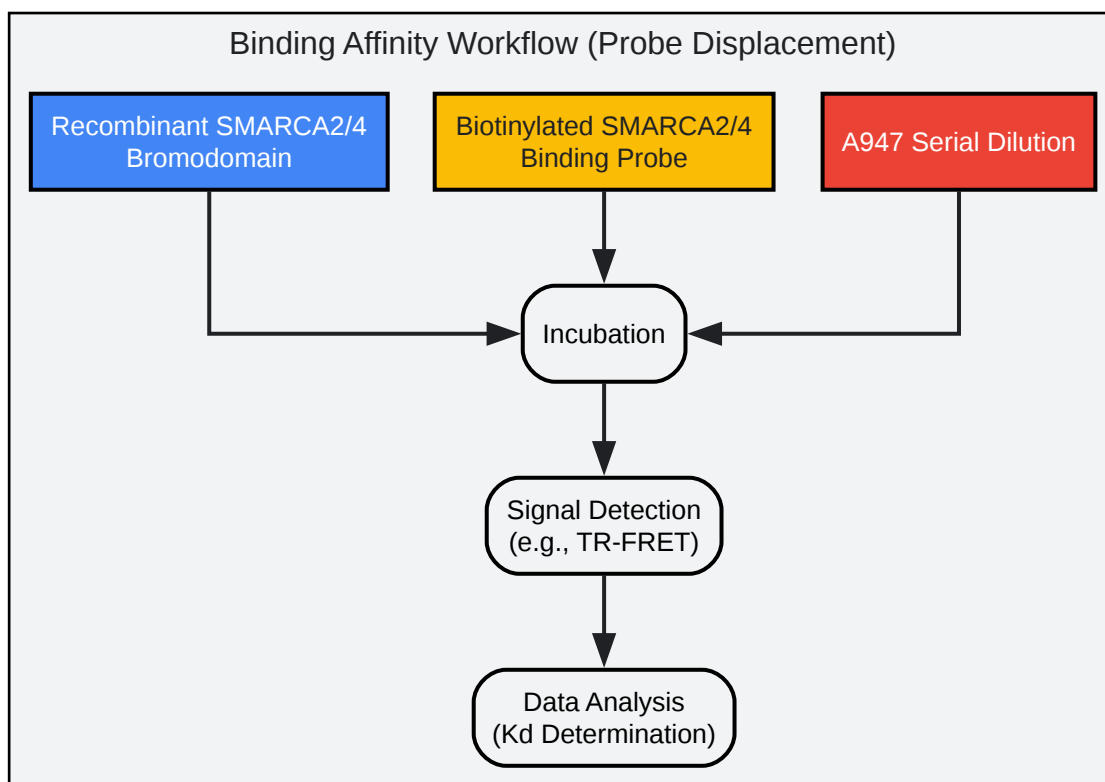 Binding Affinity Workflow (Probe Displacement)
Recombinant SMARCA2/4
Bromodomain
Biotinylated SMARCA2/4
Binding Probe
A947 Serial Dilution
Incubation
Signal Detection
(e.g., TR-FRET)
Data Analysis
(Kd Determination)